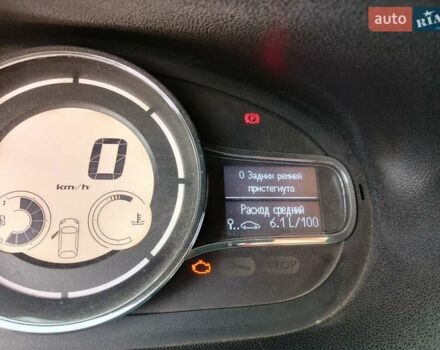 auto RIA
0
km/h
P
0 Задних ремней
пристегнуто
Расход средний
6.1 L/100
STOP